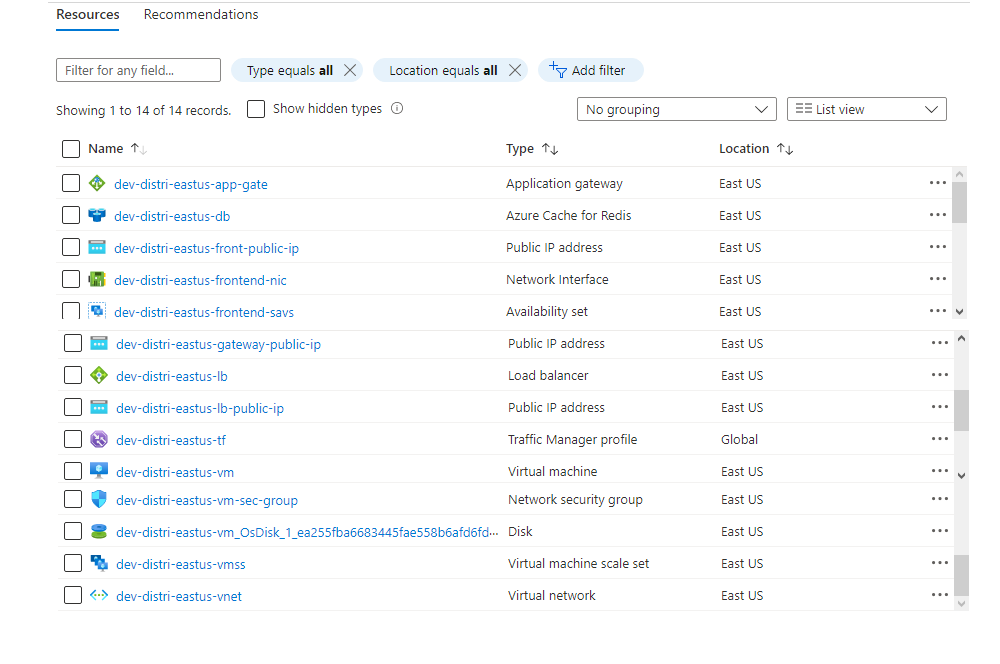 Resources Recommendations
Filter for any field... Type equals all Location equals all Add filter
Showing 1 to 14 of 14 records. Show hidden types No grouping List view
Name Type Location
dev-distri-eastus-app-gate Application gateway East US
dev-distri-eastus-db Azure Cache for Redis East US
dev-distri-eastus-front-public-ip Public IP address East US
dev-distri-eastus-frontend-nic Network Interface East US
dev-distri-eastus-frontend-savs Availability set East US
dev-distri-eastus-gateway-public-ip Public IP address East US
dev-distri-eastus-lb Load balancer East US
dev-distri-eastus-lb-public-ip Public IP address East US
dev-distri-eastus-tf Traffic Manager profile Global
dev-distri-eastus-vm Virtual machine East US
dev-distri-eastus-vm-sec-group Network security group East US
dev-distri-eastus-vm_OsDisk_1_ea255fba6683445fae558b6afd6fd... Disk East US
dev-distri-eastus-vmss Virtual machine scale set East US
dev-distri-eastus-vnet Virtual network East US